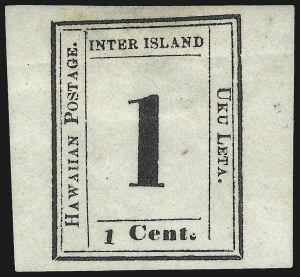 INTER ISLAND
HAWAIIAN POSTAGE.
1
UKU LETA.
1 Cent.